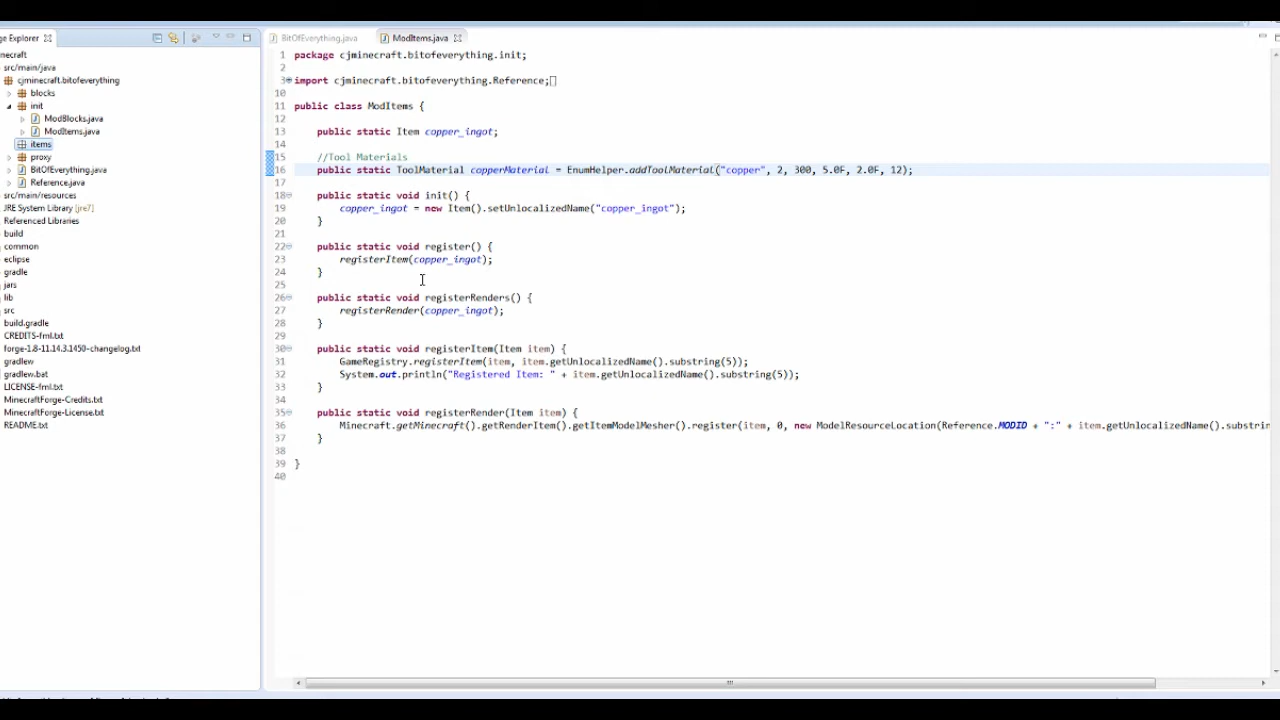 ge Explorer
necraft
src/main/java
cjminecraft.bitofeverything
blocks
init
ModBlocks.java
ModItems.java
items
proxy
BitOfEverything.java
Reference.java
src/main/resources
JRE System Library [jre7]
Referenced Libraries
build
common
eclipse
gradle
jars
lib
src
build.gradle
CREDITS-fml.txt
forge-1.8-11.14.3.1450-changelog.txt
gradlew
gradlew.bat
LICENSE-fml.txt
MinecraftForge-Credits.txt
MinecraftForge-License.txt
README.txt
BitOfEverything.java
ModItems.java
1 package cjminecraft.bitofeverything.init;
2
3 import cjminecraft.bitofeverything.Reference;
10
11 public class ModItems {
12
13 public static Item copper_ingot;
14
15 //Tool Materials
16 public static ToolMaterial copperMaterial = EnumHelper.addToolMaterial("copper", 2, 300, 5.0F, 2.0F, 12);
17
18 public static void init() {
19 copper_ingot = new Item().setUnlocalizedName("copper_ingot");
20 }
21
22 public static void register() {
23 registerItem(copper_ingot);
24 }
25
26 public static void registerRenders() {
27 registerRender(copper_ingot);
28 }
29
30 public static void registerItem(Item item) {
31 GameRegistry.registerItem(item, item.getUnlocalizedName().substring(5));
32 System.out.println("Registered Item: " + item.getUnlocalizedName().substring(5));
33 }
34
35 public static void registerRender(Item item) {
36 Minecraft.getMinecraft().getRenderItem().getItemModelMesher().register(item, 0, new ModelResourceLocation(Reference.MODID + ":" + item.getUnlocalizedName().substrin
37 }
38
39 }
40